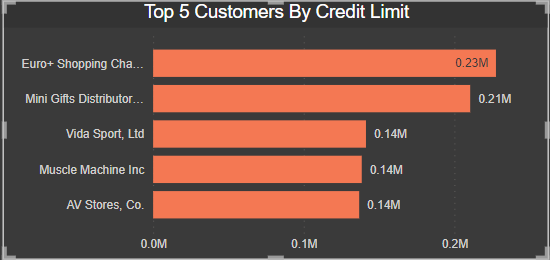 Top 5 Customers By Credit Limit
Euro+ Shopping Cha... 0.23M
Mini Gifts Distributor... 0.21M
Vida Sport, Ltd 0.14M
Muscle Machine Inc 0.14M
AV Stores, Co. 0.14M
0.0M 0.1M 0.2M